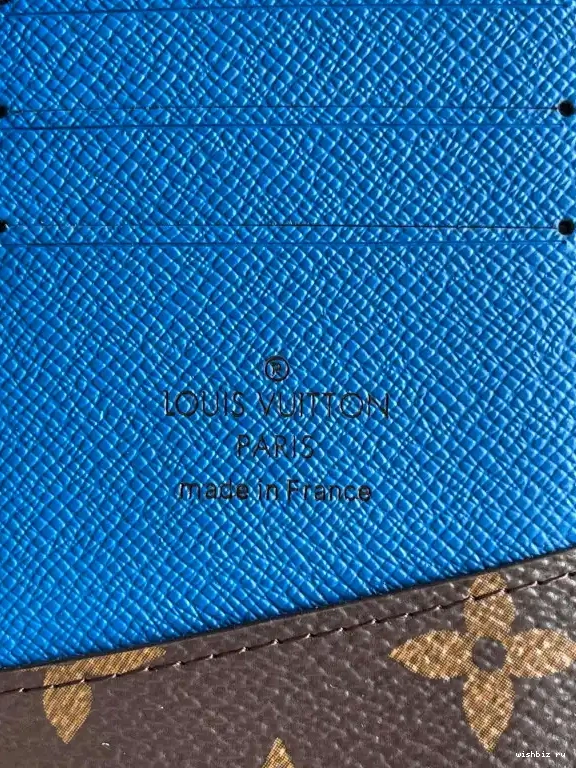 ®
LOUIS VUITTON
PARIS
made in France
wishbiz ru